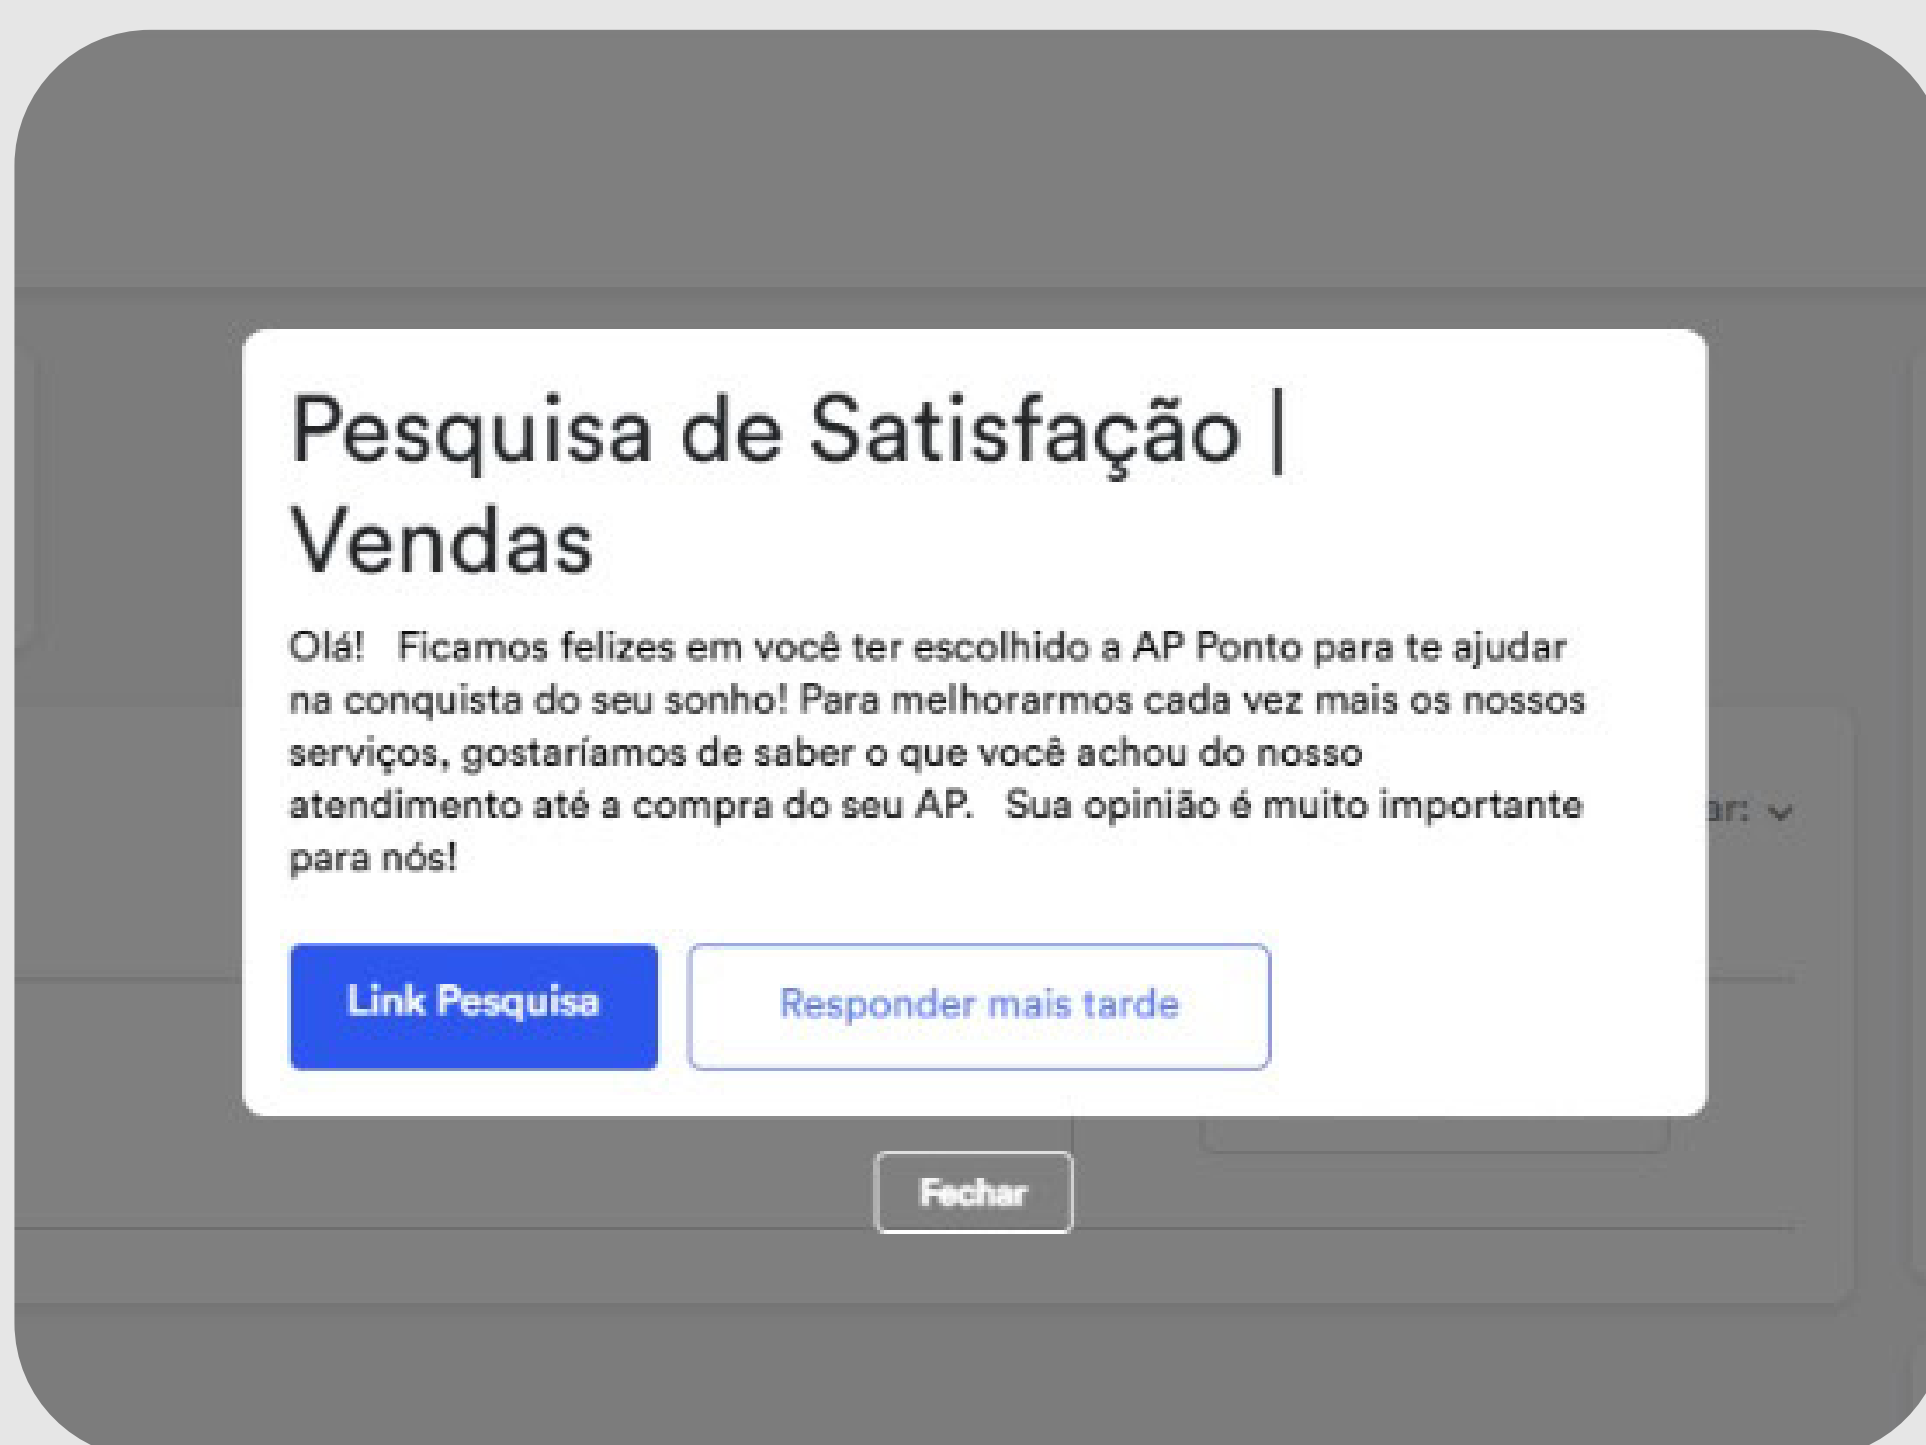 Pesquisa de Satisfação |
Vendas
Olá!   Ficamos felizes em você ter escolhido a AP Ponto para te ajudar
na conquista do seu sonho! Para melhorarmos cada vez mais os nossos
serviços, gostaríamos de saber o que você achou do nosso
atendimento até a compra do seu AP.   Sua opinião é muito importante
para nós!
ar:
Link Pesquisa
Responder mais tarde
Fechar